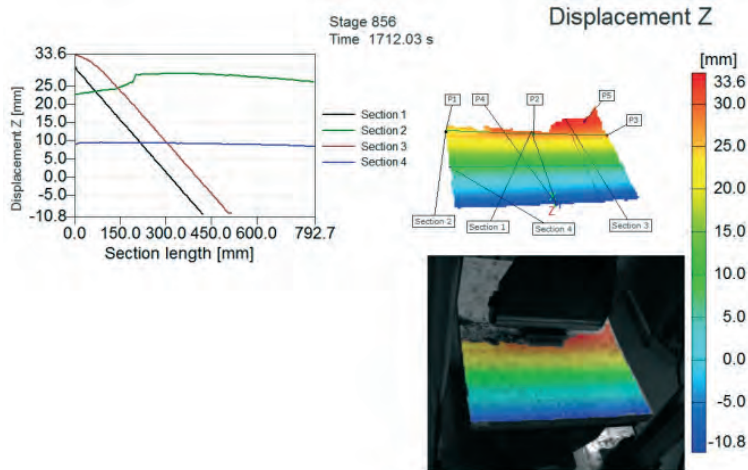 Stage 856
Time 1712.03 s
Displacement Z
33.6
25.0
20.0
15.0
10.0
5.0
0.0
-5.0
-10.8
Displacement Z [mm]
0.0 150.0 300.0 450.0 600.0 792.7
Section length [mm]
Section 1
Section 2
Section 3
Section 4
P1
P4
P2
P5
P3
Z
Section 2
Section 1
Section 4
Section 3
[mm]
33.6
30.0
25.0
20.0
15.0
10.0
5.0
0.0
-5.0
-10.8